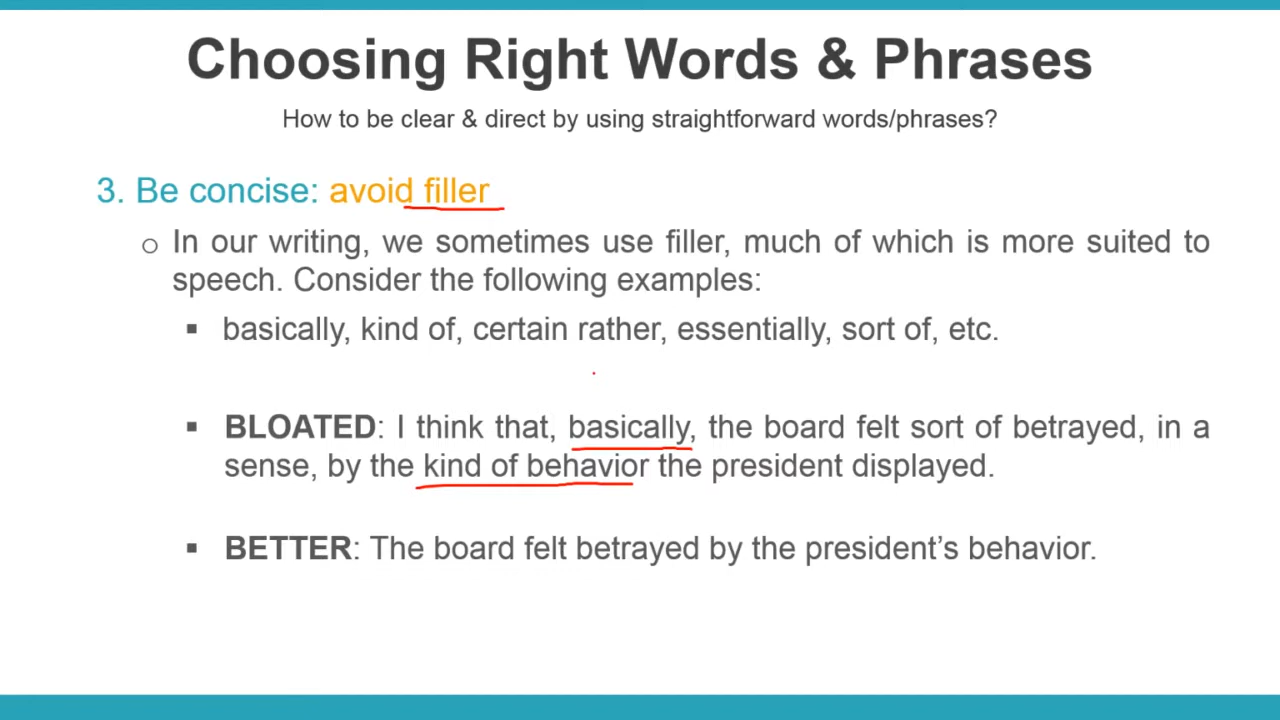 Choosing Right Words & Phrases
How to be clear & direct by using straightforward words/phrases?
3. Be concise: avoid filler
In our writing, we sometimes use filler, much of which is more suited to
speech. Consider the following examples:
basically, kind of, certain rather, essentially, sort of, etc.
BLOATED: I think that, basically, the board felt sort of betrayed, in a
sense, by the kind of behavior the president displayed.
BETTER: The board felt betrayed by the president’s behavior.